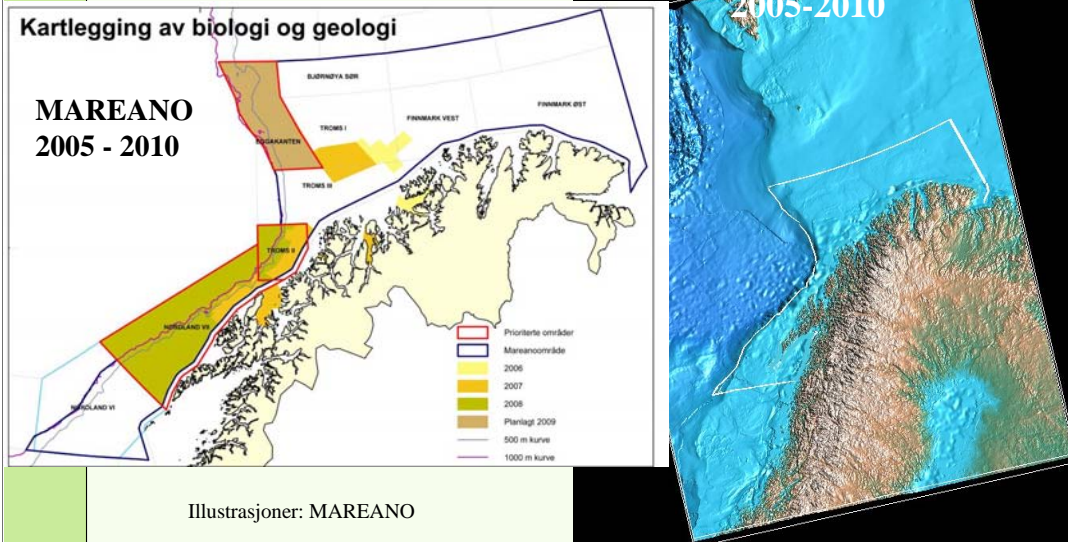 2005-2010
Kartlegging av biologi og geologi
MAREANO
2005 - 2010
BJØRNØYA SØR
FINNMARK ØST
FINNMARK VEST
TROMS I
EGGAKANTEN
TROMS III
TROMS II
NORDLAND VII
NORDLAND VI
Prioriterte områder
Mareanoområde
2006
2007
2008
Planlagt 2009
500 m kurve
1000 m kurve
Illustrasjoner: MAREANO